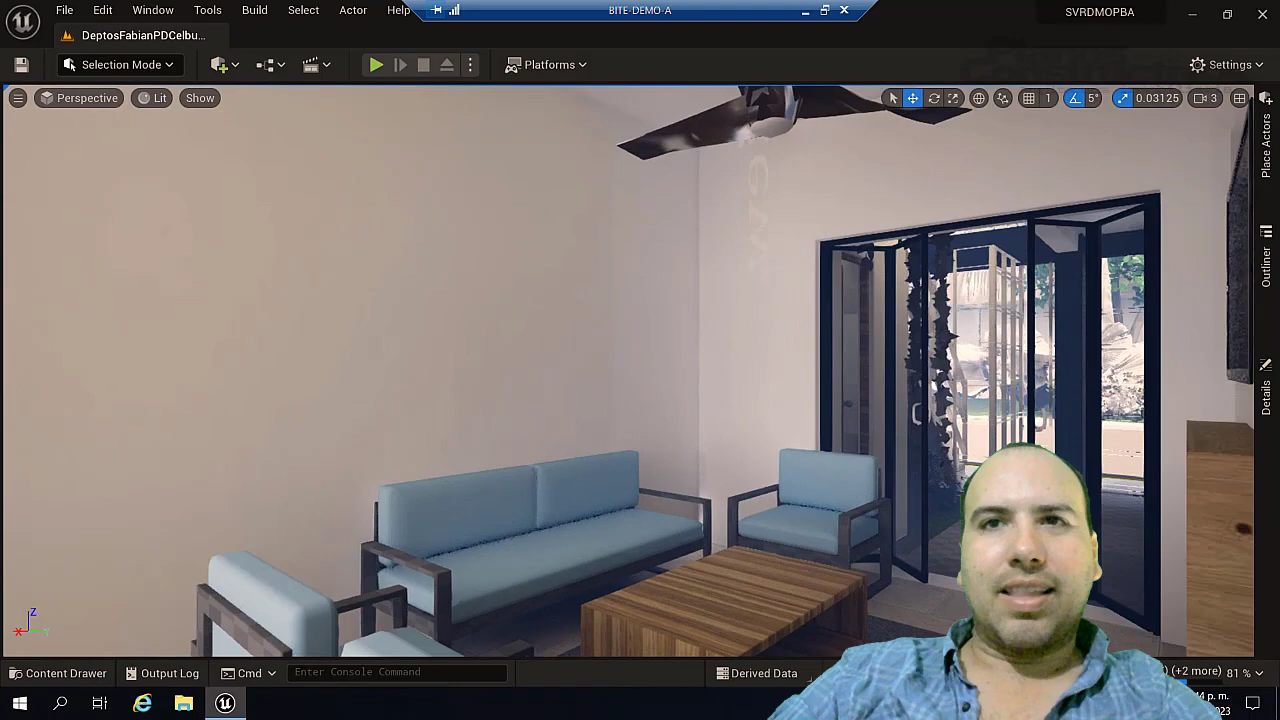 File Edit Window Tools Build Select Actor Help
BITE-DEMO-A
SVRDMOPBA
DeptosFabianPDCelbu...
Selection Mode
Platforms
Settings
Perspective Lit Show
1 5° 0.03125 3
Place Actors
Outliner
Details
Z
X
Content Drawer Output Log Cmd Enter Console Command Derived Data (+2 more) 81 %
p. m.
023